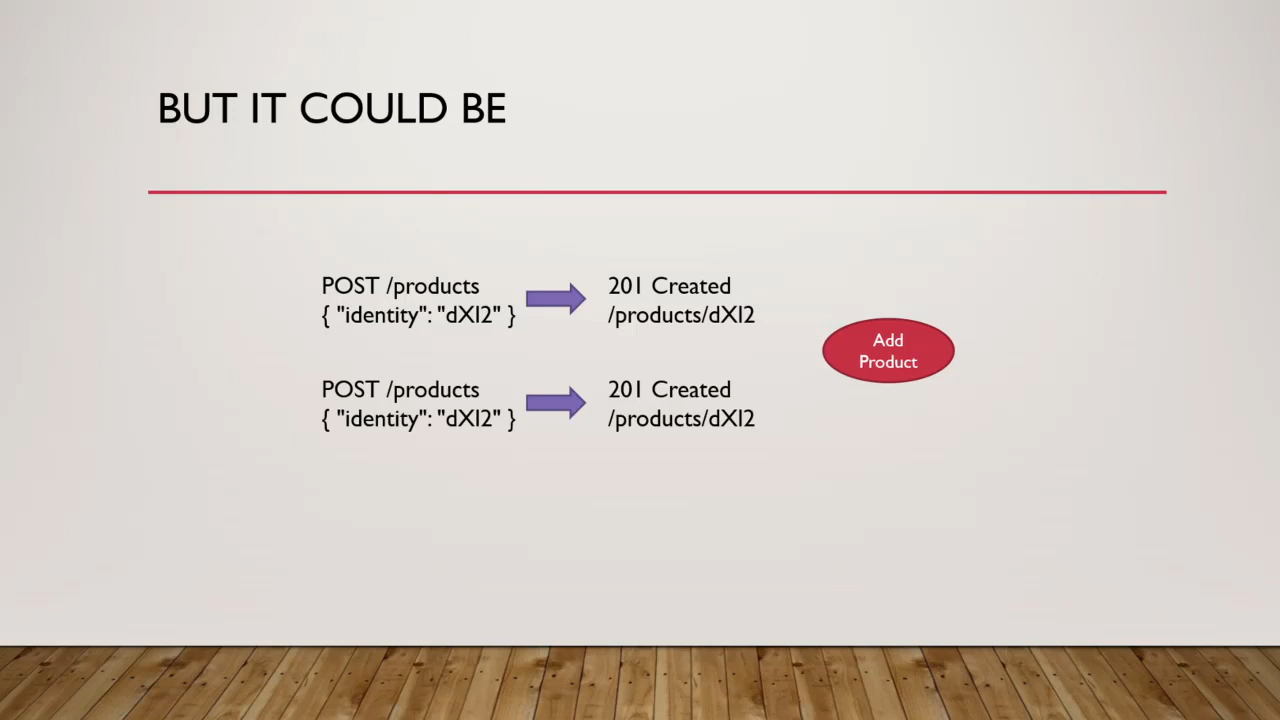 BUT IT COULD BE
POST /products
{ "identity": "dXI2" }
201 Created
/products/dXI2
POST /products
{ "identity": "dXI2" }
201 Created
/products/dXI2
Add
Product